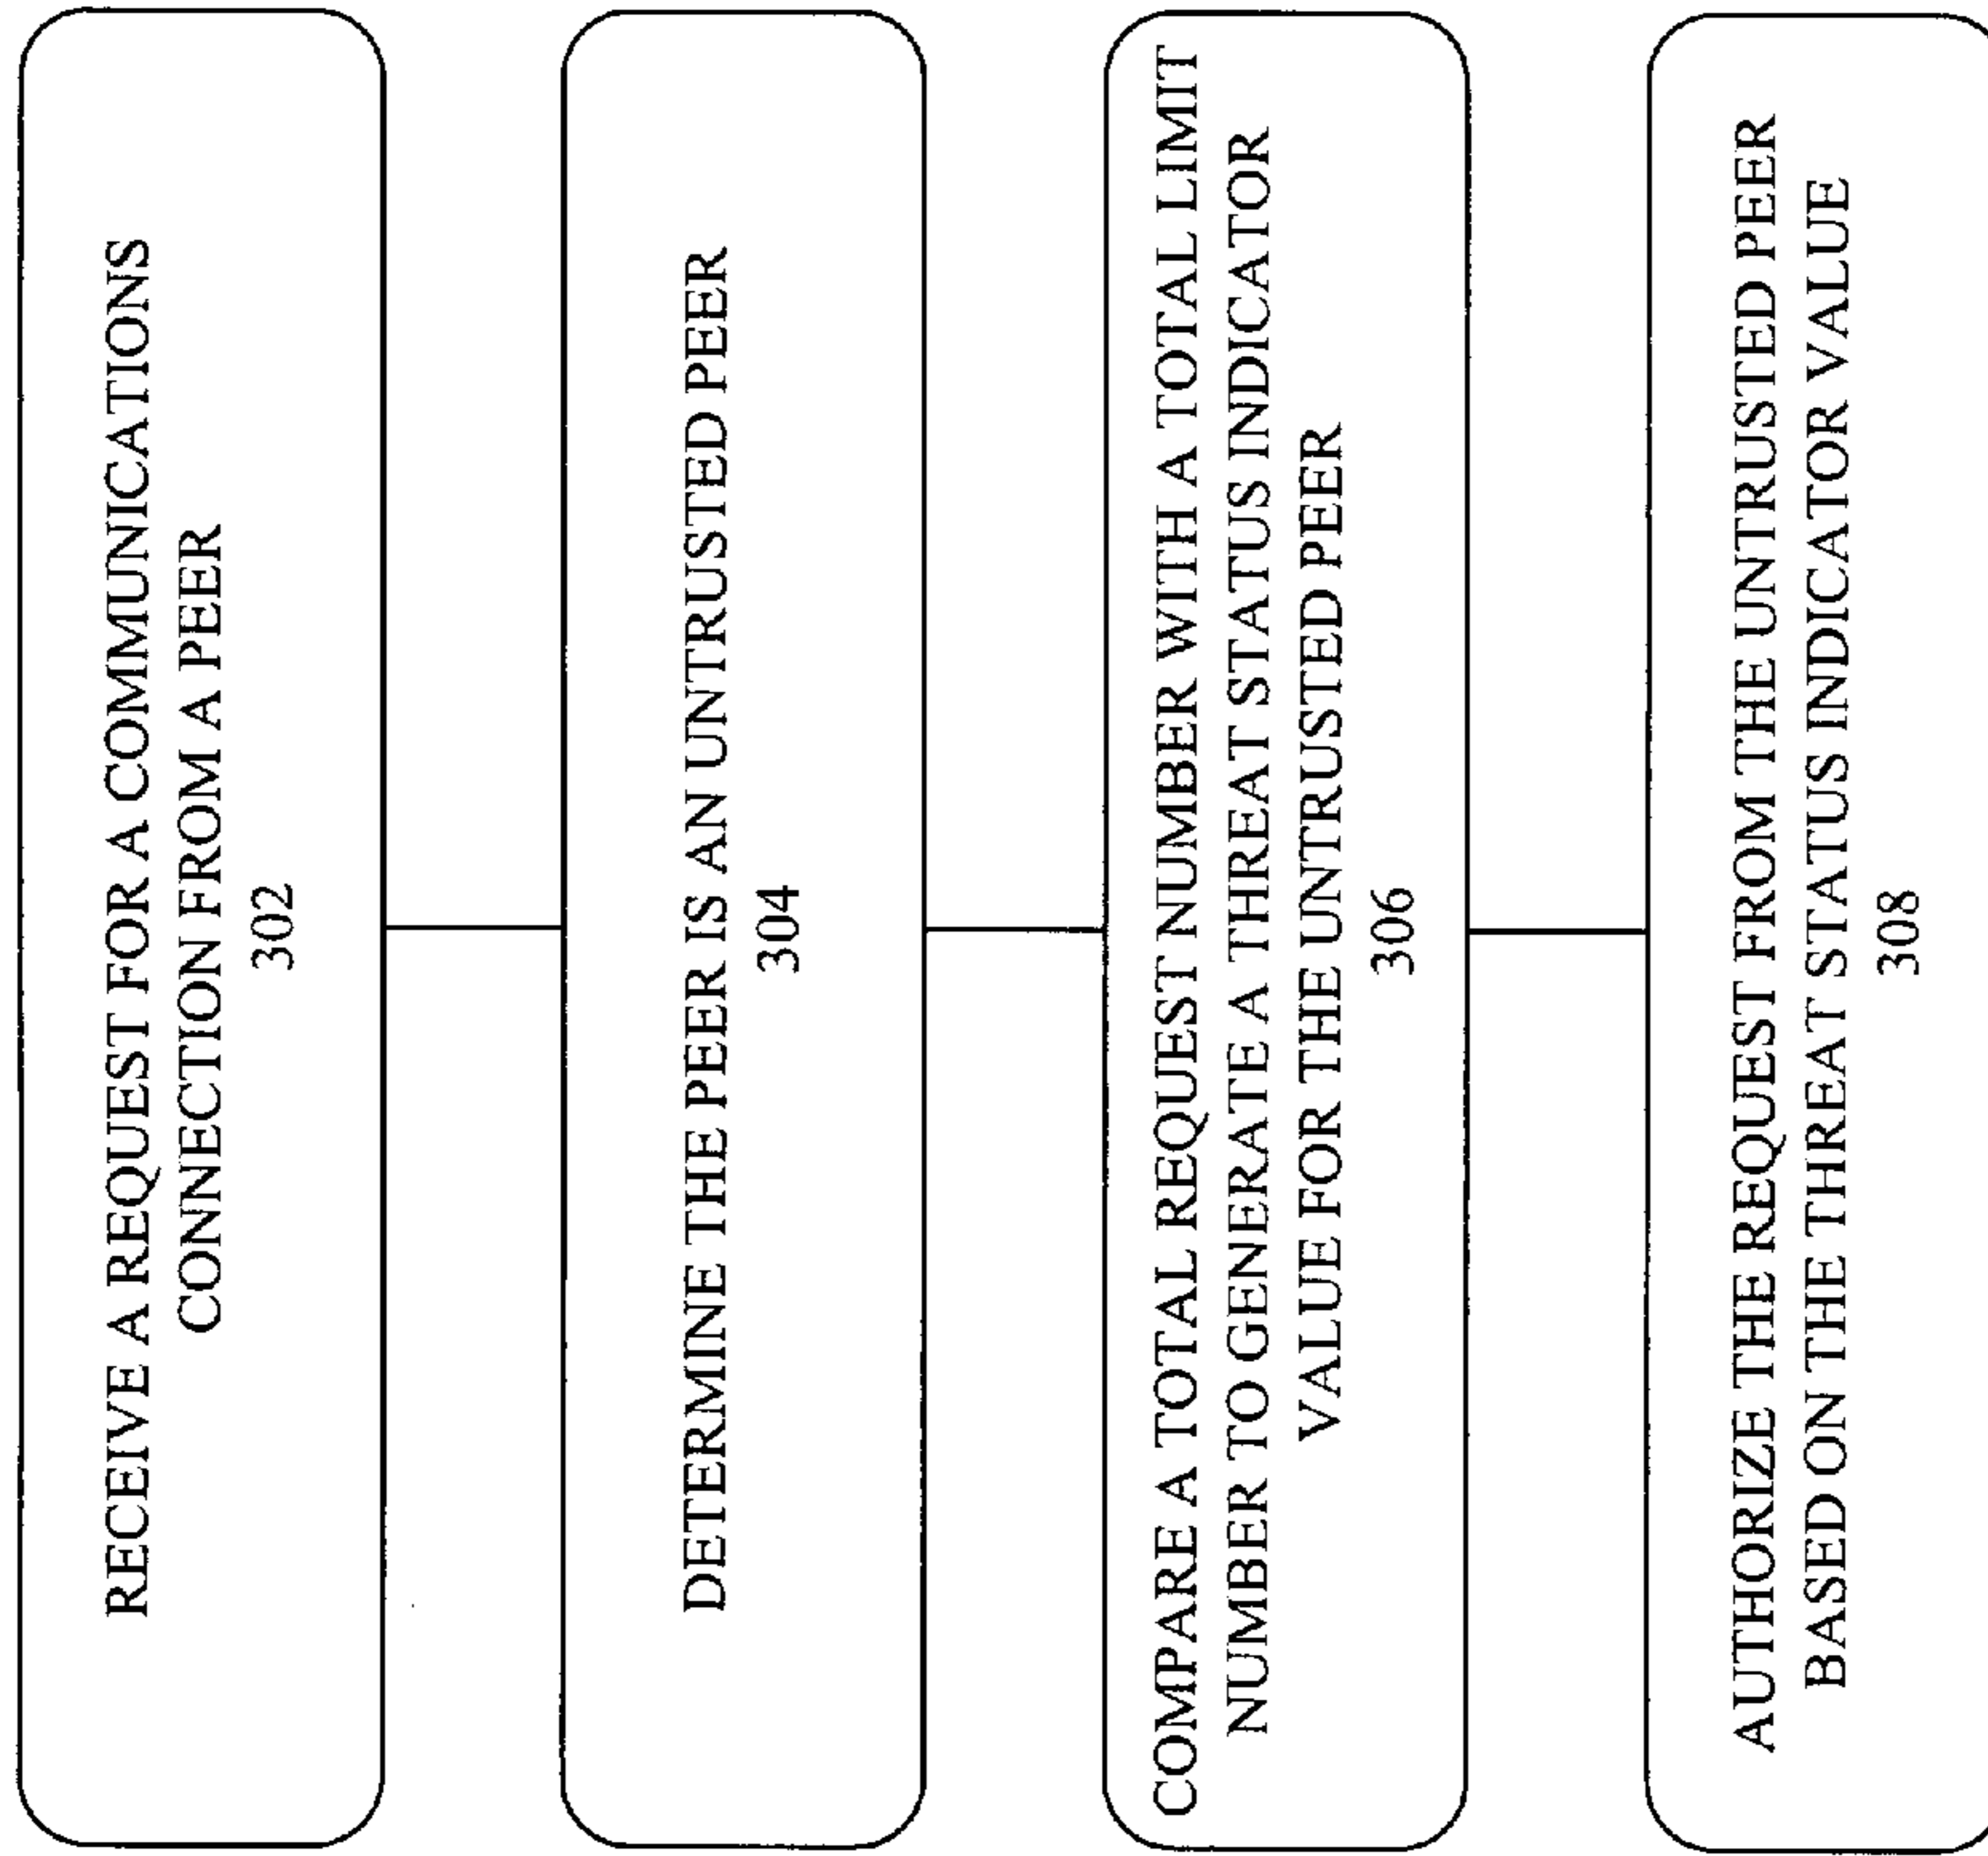 RECEIVE A REQUEST FOR A COMMUNICATIONS
CONNECTION FROM A PEER
302
DETERMINE THE PEER IS AN UNTRUSTED PEER
304
COMPARE A TOTAL REQUEST NUMBER WITH A TOTAL LIMIT
NUMBER TO GENERATE A THREAT STATUS INDICATOR
VALUE FOR THE UNTRUSTED PEER
306
AUTHORIZE THE REQUEST FROM THE UNTRUSTED PEER
BASED ON THE THREAT STATUS INDICATOR VALUE
308